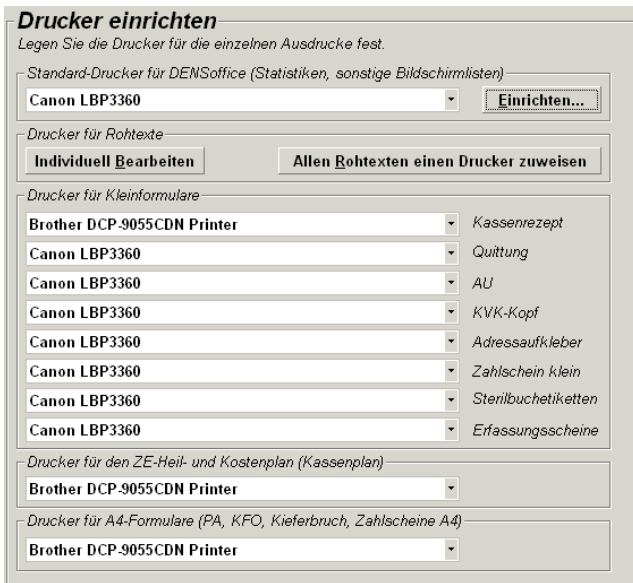 Drucker einrichten
Legen Sie die Drucker für die einzelnen Ausdrucke fest.
Standard-Drucker für DENSoffice (Statistiken, sonstige Bildschirmlisten)
Canon LBP3360 Einrichten...
Drucker für Rohtexte
Individuell Bearbeiten Allen Rohtexten einen Drucker zuweisen
Drucker für Kleinformulare
Brother DCP-9055CDN Printer Kassenrezept
Canon LBP3360 Quittung
Canon LBP3360 AU
Canon LBP3360 KVK-Kopf
Canon LBP3360 Adressaufkleber
Canon LBP3360 Zahlschein klein
Canon LBP3360 Sterilbuchetiketten
Canon LBP3360 Erfassungsscheine
Drucker für den ZE-Heil- und Kostenplan (Kassenplan)
Brother DCP-9055CDN Printer
Drucker für A4-Formulare (PA, KFO, Kieferbruch, Zahlscheine A4)
Brother DCP-9055CDN Printer